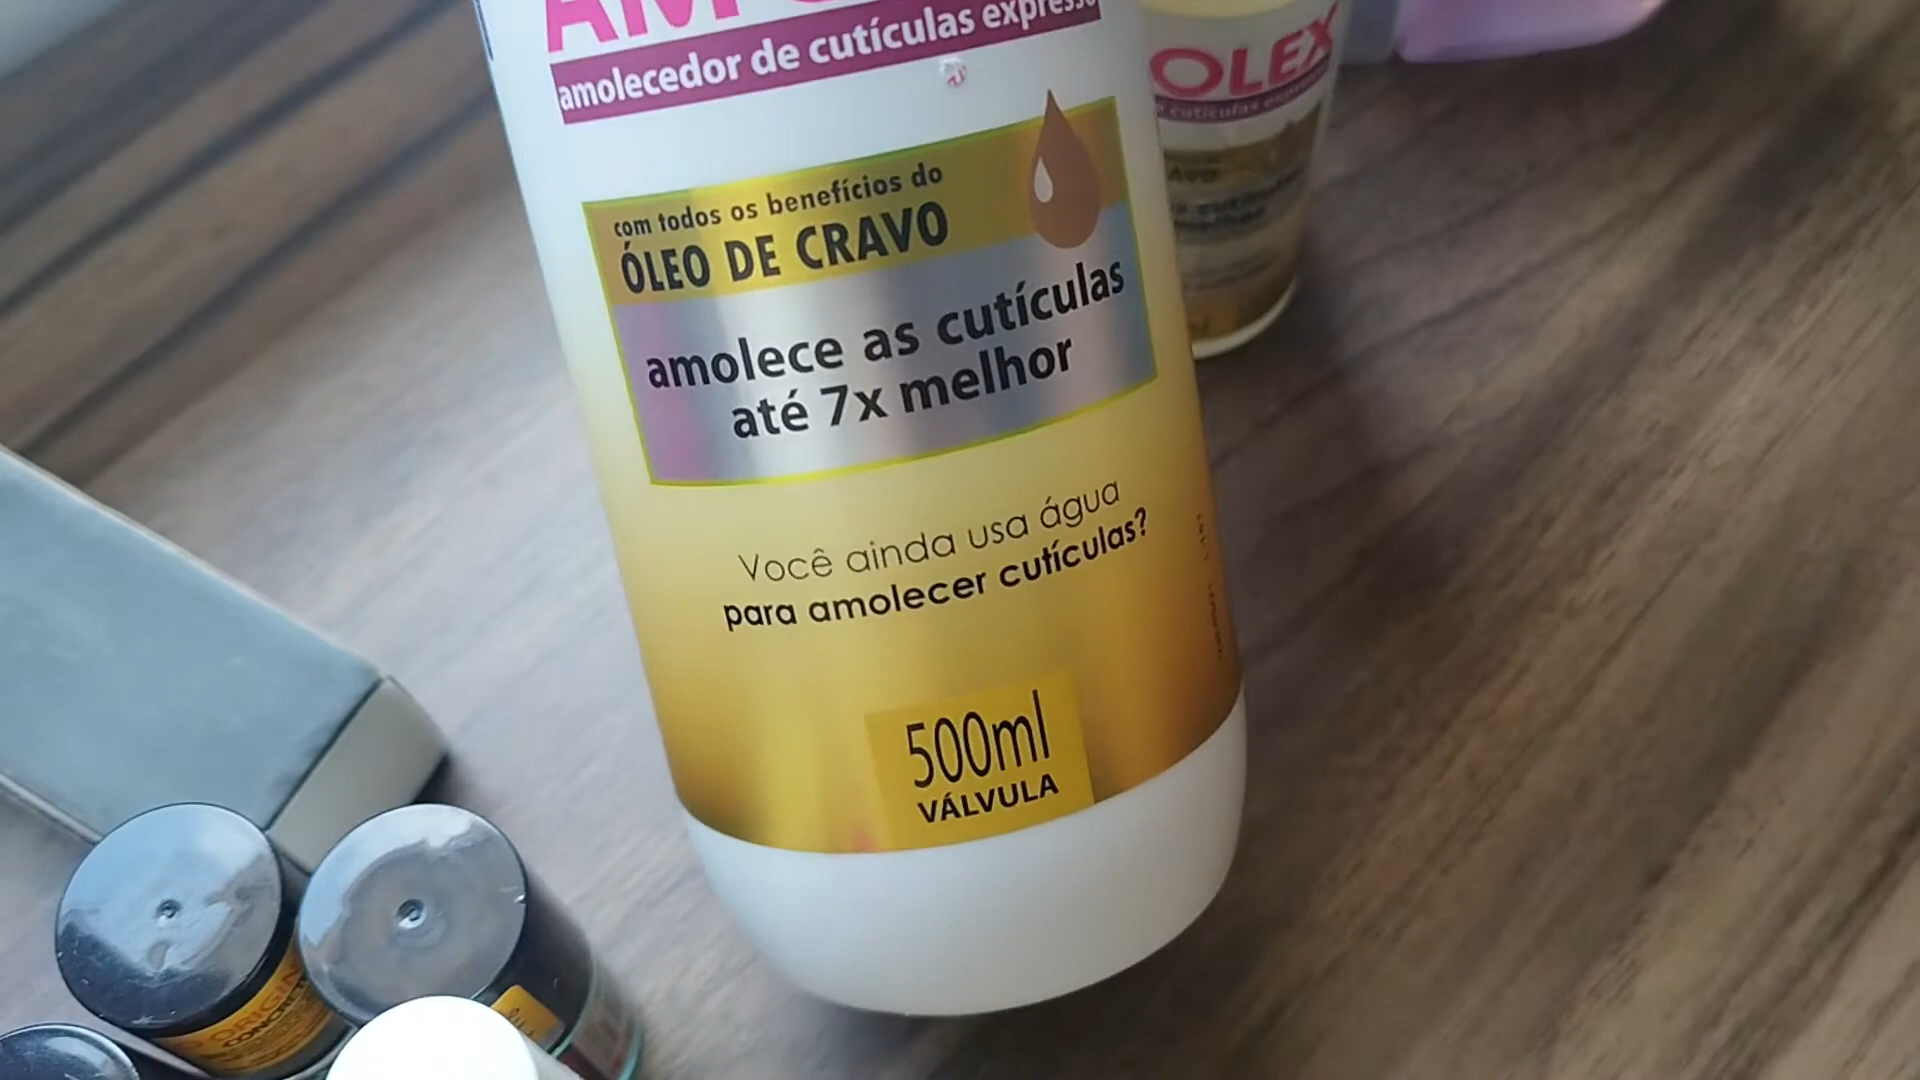 amolecedor de cutículas expresso
com todos os benefícios do
ÓLEO DE CRAVO
amolece as cutículas
até 7x melhor
Você ainda usa água
para amolecer cutículas?
500ml
VÁLVULA
OLEX
cutículas